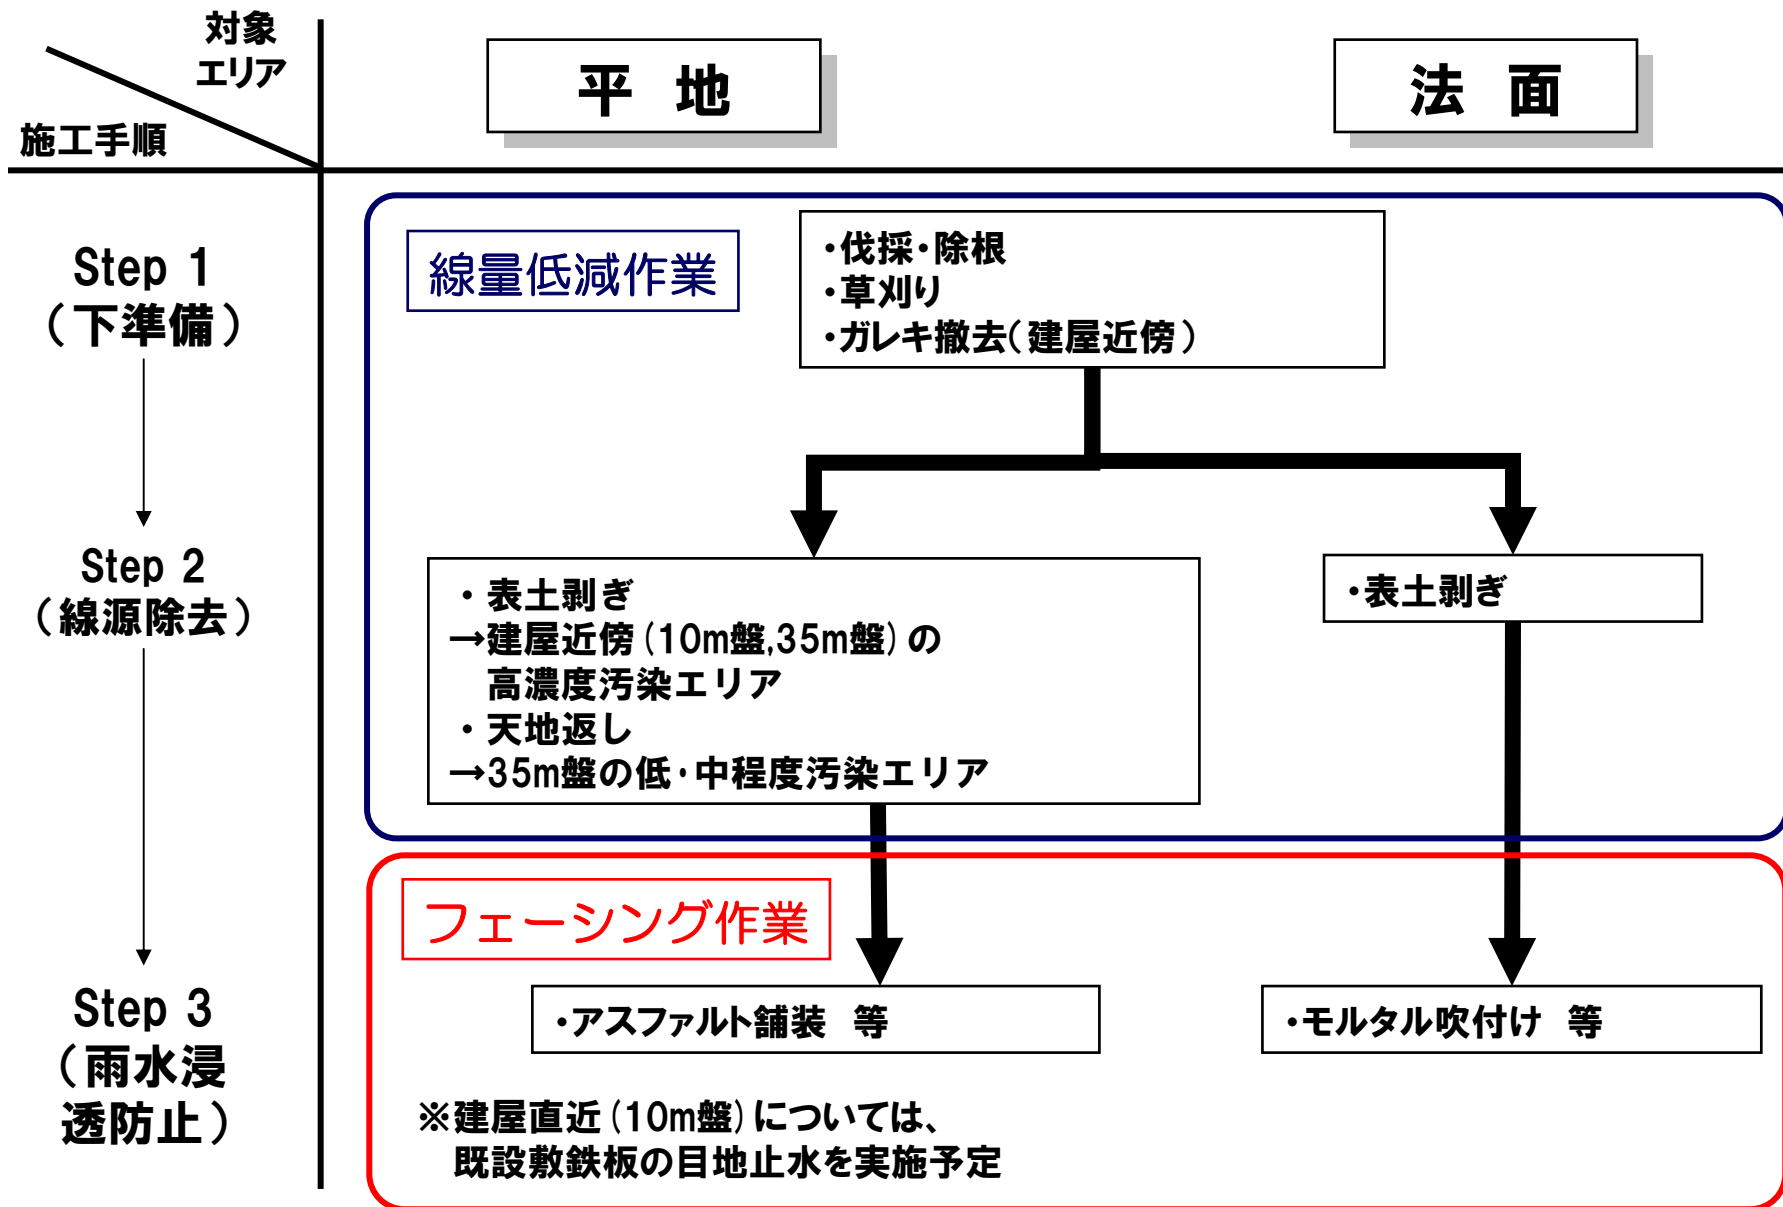 対象
エリア
施工手順
平 地
法 面
Step 1
（下準備）
線量低減作業
・伐採・除根
・草刈り
・ガレキ撤去（建屋近傍）
Step 2
（線源除去）
・ 表土剥ぎ
→建屋近傍（10m盤,35m盤）の
高濃度汚染エリア
・ 天地返し
→35m盤の低・中程度汚染エリア
・表土剥ぎ
フェーシング作業
Step 3
（雨水浸
透防止）
・アスファルト舗装 等
・モルタル吹付け 等
※建屋直近（10m盤）については、
既設敷鉄板の目地止水を実施予定